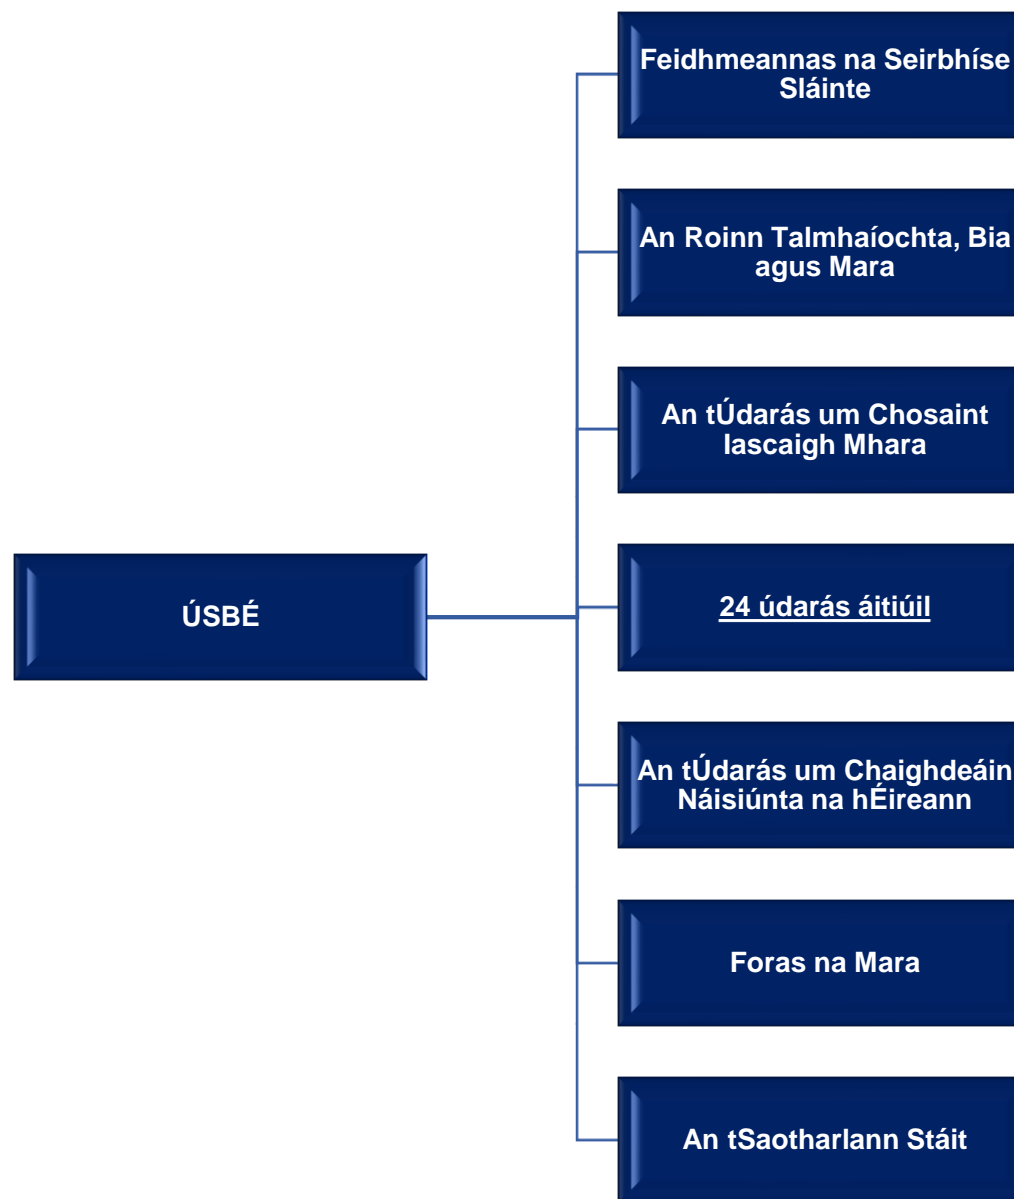 Feidhmeannas na Seirbhíse
Sláinte
An Roinn Talmhaíochta, Bia
agus Mara
An tÚdarás um Chosaint
Iascaigh Mhara
ÚSBÉ
24 údarás áitiúil
An tÚdarás um Chaighdeáin
Náisiúnta na hÉireann
Foras na Mara
An tSaotharlann Stáit